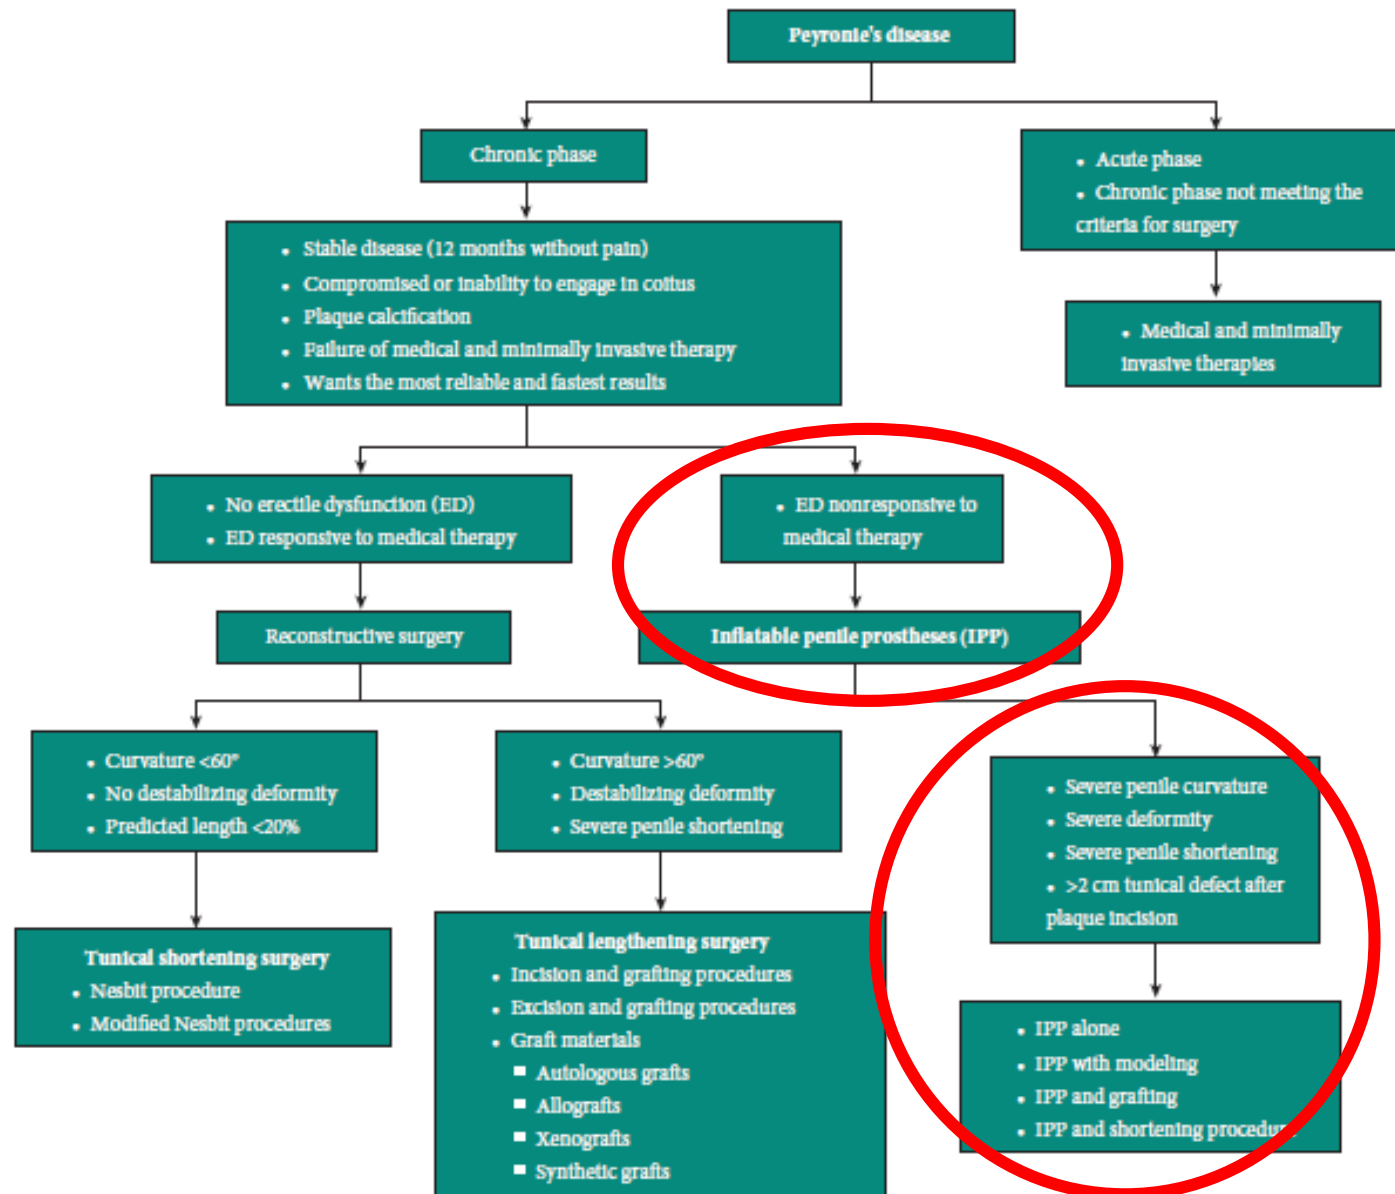 Peyronie's disease
Chronic phase
• Acute phase
• Chronic phase not meeting the
criteria for surgery
• Stable disease (12 months without pain)
• Compromised or inability to engage in coitus
• Plaque calcification
• Failure of medical and minimally invasive therapy
• Wants the most reliable and fastest results
• Medical and minimally
invasive therapies
• No erectile dysfunction (ED)
• ED responsive to medical therapy
• ED nonresponsive to
medical therapy
Reconstructive surgery
Inflatable penile prostheses (IPP)
• Curvature <60°
• No destabilizing deformity
• Predicted length <20%
• Curvature >60°
• Destabilizing deformity
• Severe penile shortening
• Severe penile curvature
• Severe deformity
• Severe penile shortening
• >2 cm tunical defect after
plaque incision
Tunical shortening surgery
• Nesbit procedure
• Modified Nesbit procedures
Tunical lengthening surgery
• Incision and grafting procedures
• Excision and grafting procedures
• Graft materials
■ Autologous grafts
■ Allografts
■ Xenografts
■ Synthetic grafts
• IPP alone
• IPP with modeling
• IPP and grafting
• IPP and shortening procedure